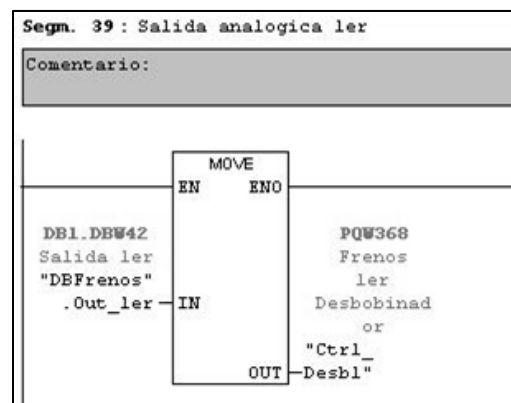 Segm. 39 : Salida analogica 1er
Comentario:
MOVE
EN ENO
DB1.DBW42
Salida 1er
"DBFrenos"
.Out_1er
IN
PQW368
Frenos
1er
Desbobinad
or
"Ctrl_
OUT
Desb1"